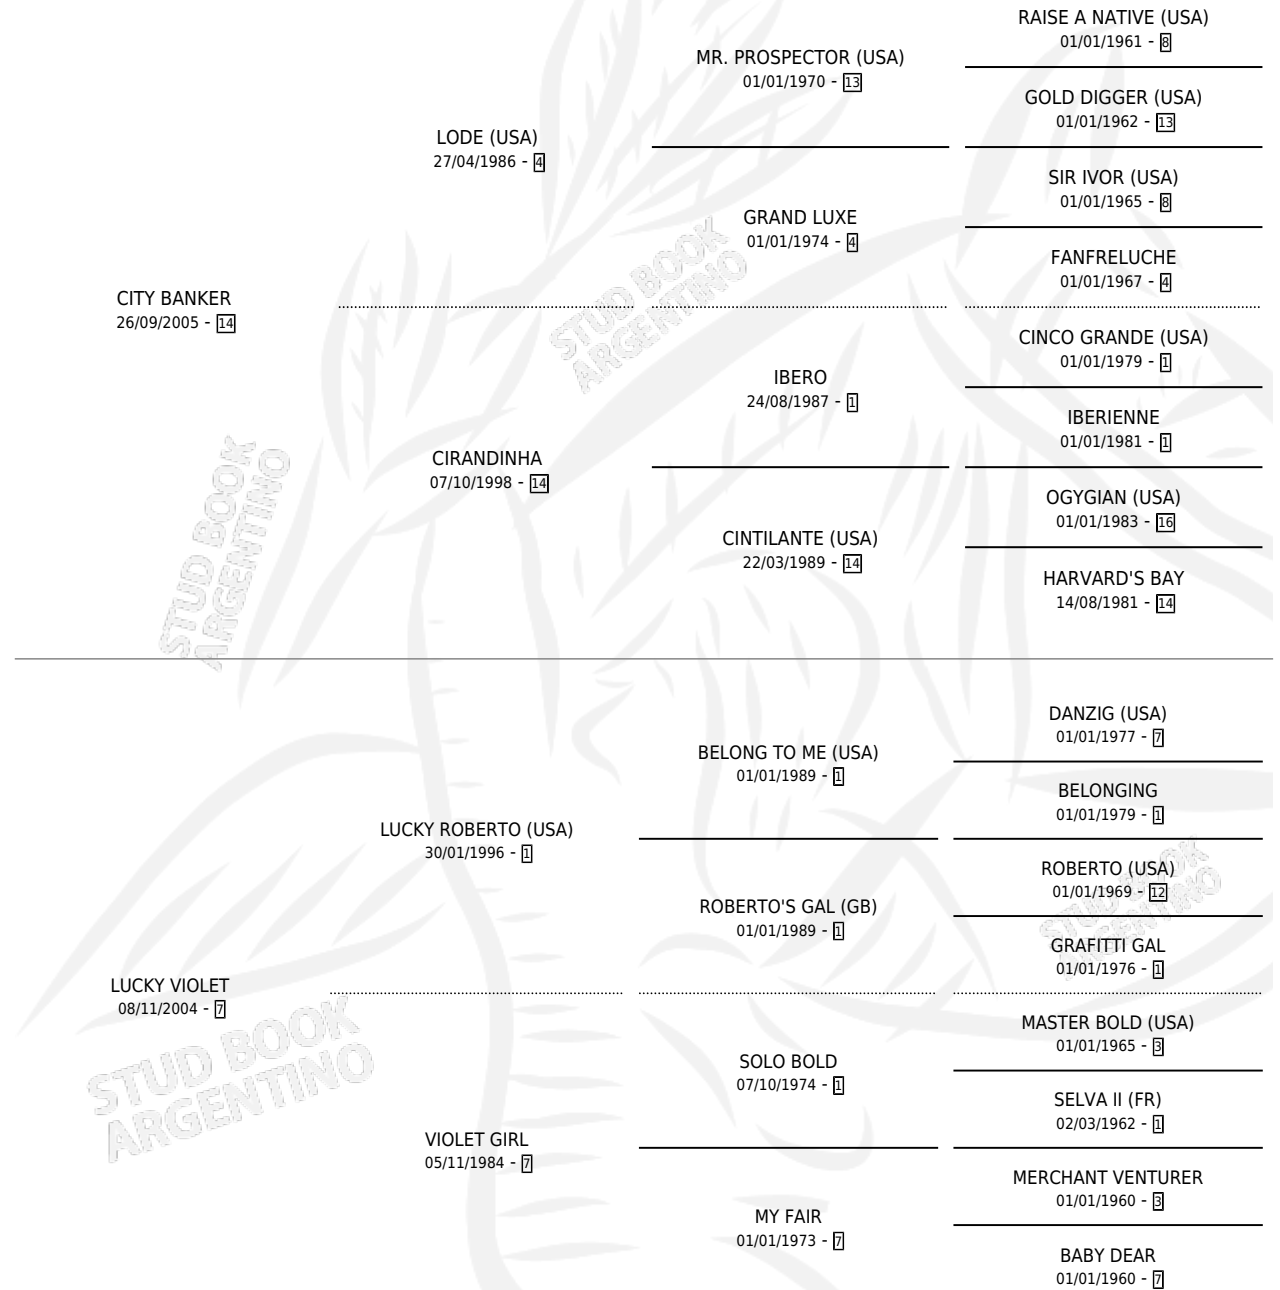 RAISE A NATIVE (USA)
01/01/1961 - 8
MR. PROSPECTOR (USA)
01/01/1970 - 13
GOLD DIGGER (USA)
01/01/1962 - 13
LODE (USA)
27/04/1986 - 4
SIR IVOR (USA)
01/01/1965 - 8
GRAND LUXE
01/01/1974 - 4
FANFRELUCHE
01/01/1967 - 4
CITY BANKER
26/09/2005 - 14
STUD BOOK
ARGENTINO
CINCO GRANDE (USA)
01/01/1979 - 1
IBERO
24/08/1987 - 1
IBERIENNE
01/01/1981 - 1
CIRANDINHA
07/10/1998 - 14
OGYGIAN (USA)
01/01/1983 - 16
CINTILANTE (USA)
22/03/1989 - 14
HARVARD'S BAY
14/08/1981 - 14
STUD BOOK
ARGENTINO
DANZIG (USA)
01/01/1977 - 7
BELONG TO ME (USA)
01/01/1989 - 1
BELONGING
01/01/1979 - 1
LUCKY ROBERTO (USA)
30/01/1996 - 1
ROBERTO (USA)
01/01/1969 - 12
ROBERTO'S GAL (GB)
01/01/1989 - 1
STUD BOOK
ARGENTINO
GRAFITTI GAL
01/01/1976 - 1
LUCKY VIOLET
08/11/2004 - 7
STUD BOOK
ARGENTINO
MASTER BOLD (USA)
01/01/1965 - 3
SOLO BOLD
07/10/1974 - 1
SELVA II (FR)
02/03/1962 - 1
VIOLET GIRL
05/11/1984 - 7
MERCHANT VENTURER
01/01/1960 - 3
MY FAIR
01/01/1973 - 7
BABY DEAR
01/01/1960 - 7